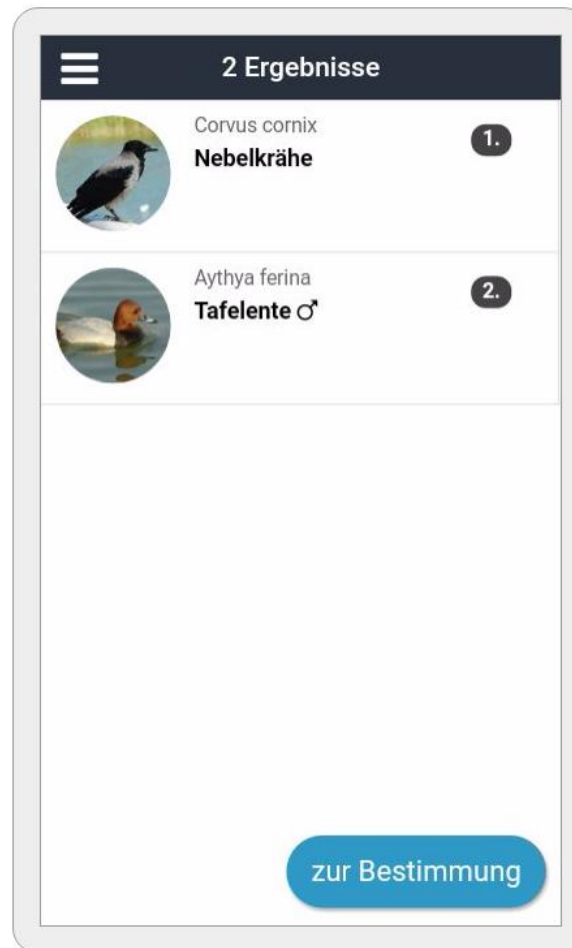 2 Ergebnisse
Corvus cornix
Nebelkrähe
1.
Aythya ferina
Tafelente ♂
2.
zur Bestimmung